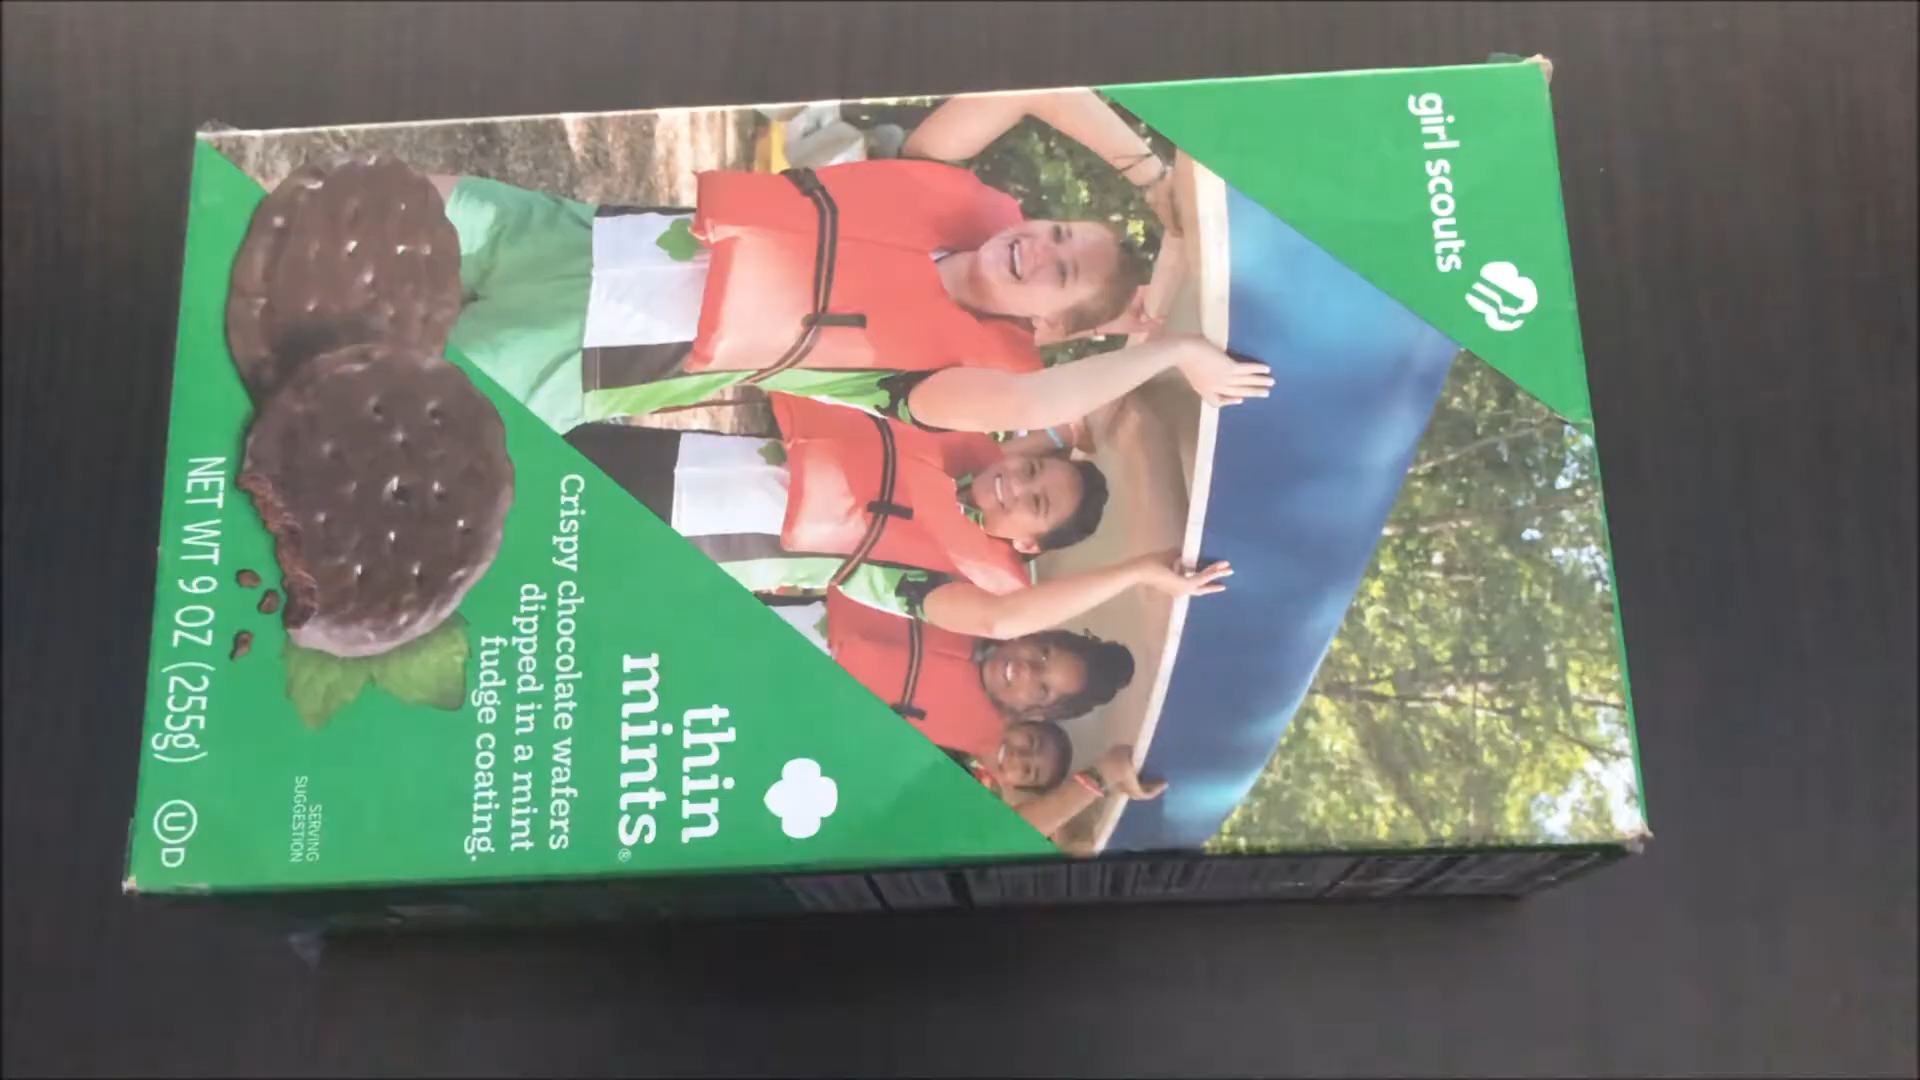 girl scouts
thin
mints®
Crispy chocolate wafers
dipped in a mint
fudge coating.
SERVING
SUGGESTION
NET WT 9 OZ (255g)
U D